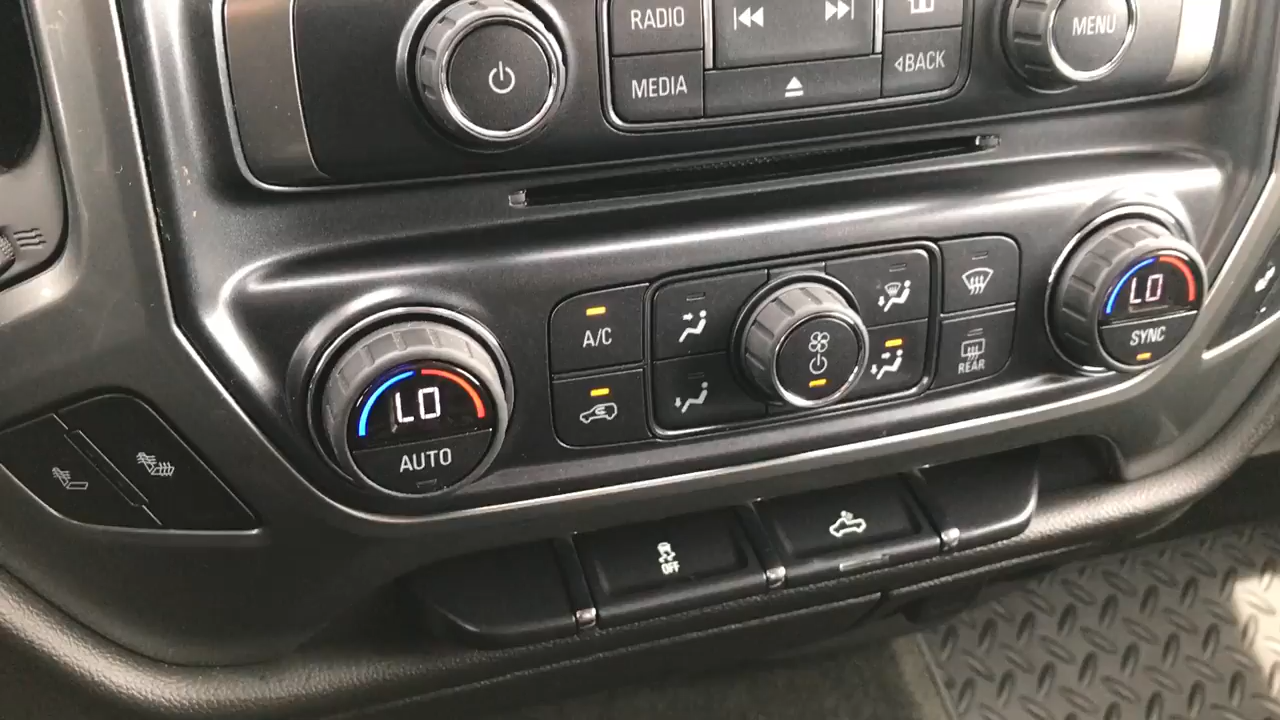 RADIO
MEDIA
BACK
MENU
A/C
LO
AUTO
REAR
LO
SYNC
OFF